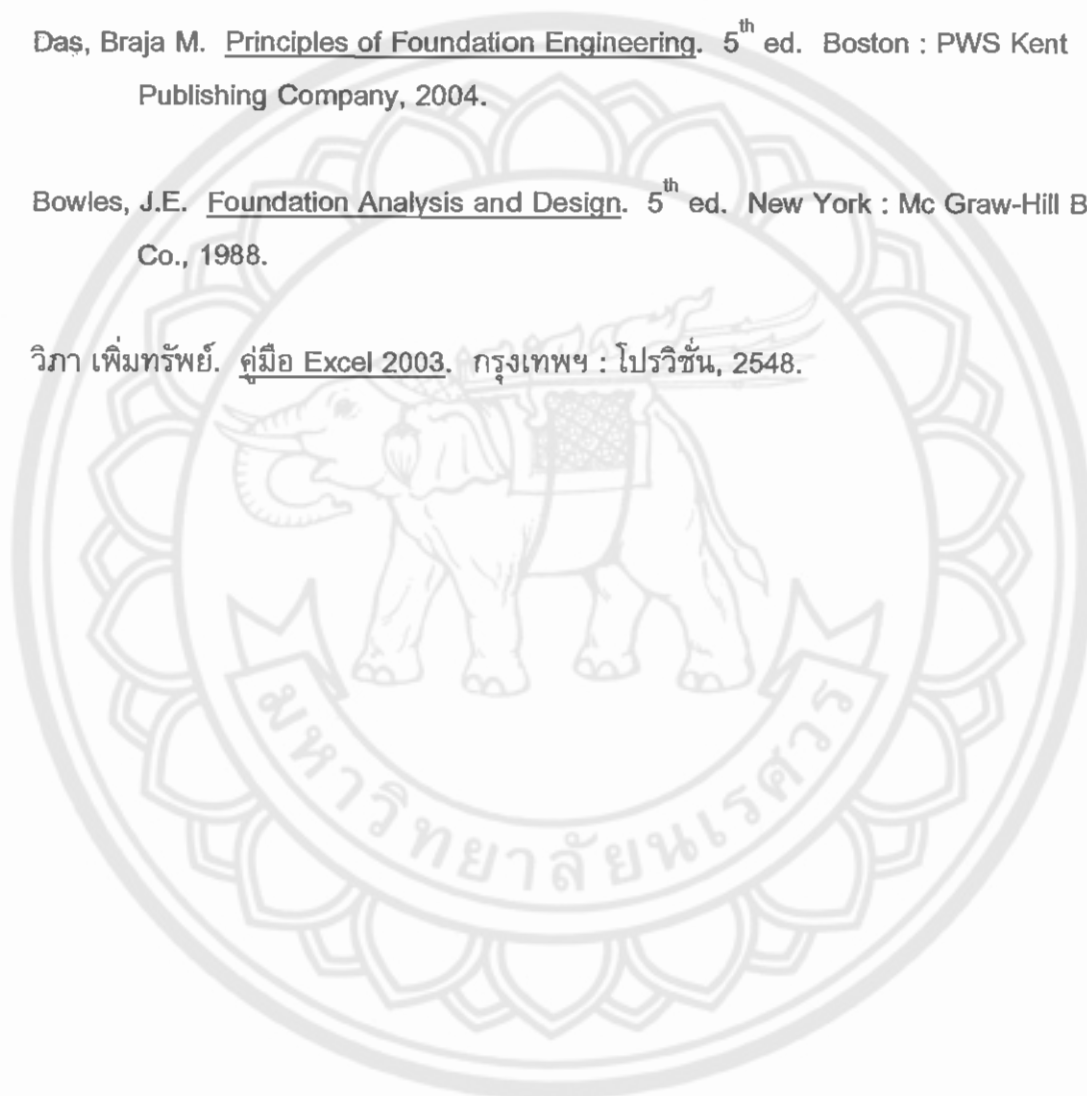 Das, Braja M. Principles of Foundation Engineering. 5th ed. Boston : PWS Kent
Publishing Company, 2004.
Bowles, J.E. Foundation Analysis and Design. 5th ed. New York : Mc Graw-Hill B
Co., 1988.
วิภา เพิ่มทรัพย์. คู่มือ Excel 2003. กรุงเทพฯ : โปรวิชั่น, 2548.
มหาวิทยาลัยนเรศวร